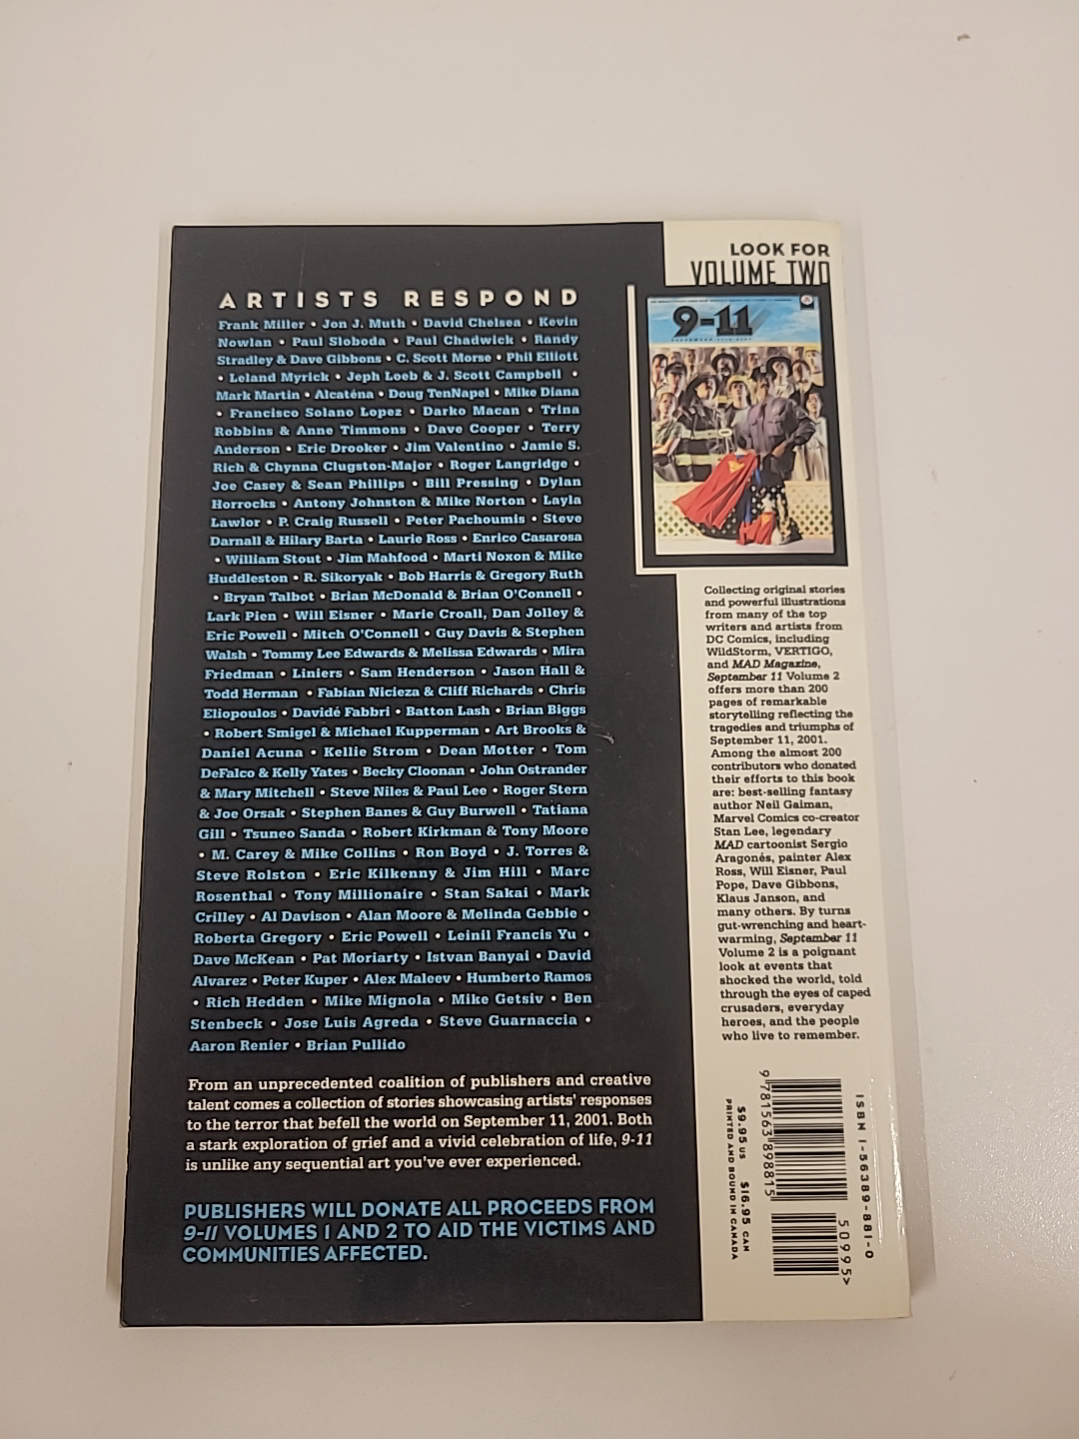 ARTISTS RESPOND
Frank Miller • Jon J. Muth • David Chelsea • Kevin
Nowlan • Paul Sloboda • Paul Chadwick • Randy
Stradley & Dave Gibbons • C. Scott Morse • Phil Elliott
• Leland Myrick • Jeph Loeb & J. Scott Campbell •
Mark Martin • Alcaténa • Doug TenNapel • Mike Diana
• Francisco Solano Lopez • Darko Macan • Trina
Robbins & Anne Timmons • Dave Cooper • Terry
Anderson • Eric Drooker • Jim Valentino • Jamie S.
Rich & Chynna Clugston-Major • Roger Langridge •
Joe Casey & Sean Phillips • Bill Pressing • Dylan
Horrocks • Antony Johnston & Mike Norton • Layla
Lawlor • P. Craig Russell • Peter Pachoumis • Steve
Darnall & Hilary Barta • Laurie Ross • Enrico Casarosa
• William Stout • Jim Mahfood • Marti Noxon & Mike
Huddleston • R. Sikoryak • Bob Harris & Gregory Ruth
• Bryan Talbot • Brian McDonald & Brian O'Connell •
Lark Pien • Will Eisner • Marie Croall, Dan Jolley &
Eric Powell • Mitch O'Connell • Guy Davis & Stephen
Walsh • Tommy Lee Edwards & Melissa Edwards • Mira
Friedman • Liniers • Sam Henderson • Jason Hall &
Todd Herman • Fabian Nicieza & Cliff Richards • Chris
Eliopoulos • Davidé Fabbri • Batton Lash • Brian Biggs
• Robert Smigel & Michael Kupperman • Art Brooks &
Daniel Acuna • Kellie Strom • Dean Motter • Tom
DeFalco & Kelly Yates • Becky Cloonan • John Ostrander
& Mary Mitchell • Steve Niles & Paul Lee • Roger Stern
& Joe Orsak • Stephen Banes & Guy Burwell • Tatiana
Gill • Tsuneo Sanda • Robert Kirkman & Tony Moore
• M. Carey & Mike Collins • Ron Boyd • J. Torres &
Steve Rolston • Eric Kilkenny & Jim Hill • Marc
Rosenthal • Tony Millionaire • Stan Sakai • Mark
Crilley • Al Davison • Alan Moore & Melinda Gebbie •
Roberta Gregory • Eric Powell • Leinil Francis Yu •
Dave McKean • Pat Moriarty • Istvan Banyai • David
Alvarez • Peter Kuper • Alex Maleev • Humberto Ramos
• Rich Hedden • Mike Mignola • Mike Getsiv • Ben
Stenbeck • Jose Luis Agreda • Steve Guarnaccia •
Aaron Renier • Brian Pullido
From an unprecedented coalition of publishers and creative
talent comes a collection of stories showcasing artists' responses
to the terror that befell the world on September 11, 2001. Both
a stark exploration of grief and a vivid celebration of life, 9-11
is unlike any sequential art you've ever experienced.
PUBLISHERS WILL DONATE ALL PROCEEDS FROM
9-11 VOLUMES 1 AND 2 TO AID THE VICTIMS AND
COMMUNITIES AFFECTED.
LOOK FOR
VOLUME TWO
9-11
Collecting original stories
and powerful illustrations
from many of the top
writers and artists from
DC Comics, including
WildStorm, VERTIGO,
and MAD Magazine,
September 11 Volume 2
offers more than 200
pages of remarkable
storytelling reflecting the
tragedies and triumphs of
September 11, 2001.
Among the almost 200
contributors who donated
their efforts to this book
are: best-selling fantasy
author Neil Gaiman,
Marvel Comics co-creator
Stan Lee, legendary
MAD cartoonist Sergio
Aragonés, painter Alex
Ross, Will Eisner, Paul
Pope, Dave Gibbons,
Klaus Janson, and
many others. By turns
gut-wrenching and heart-
warming, September 11
Volume 2 is a poignant
look at events that
shocked the world, told
through the eyes of caped
crusaders, everyday
heroes, and the people
who live to remember.
ISBN 1-56389-881-0
50995>
9 781563 898815
$9.95 US $16.95 CAN
PRINTED AND BOUND IN CANADA